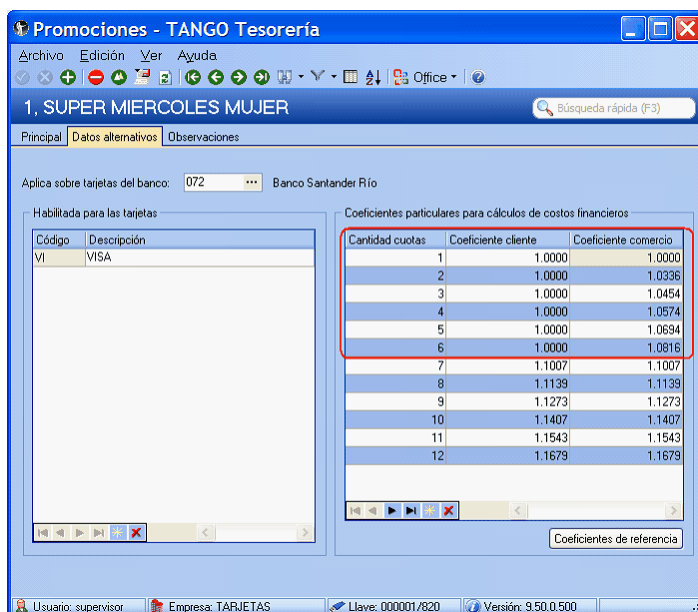 Promociones - TANGO Tesorería
Archivo Edición Ver Ayuda
Office
1, SUPER MIERCOLES MUJER
Búsqueda rápida (F3)
Principal Datos alternativos Observaciones
Aplica sobre tarjetas del banco: 072 ... Banco Santander Río
Habilitada para las tarjetas
Código Descripción
VI VISA
Coeficientes particulares para cálculos de costos financieros
Cantidad cuotas Coeficiente cliente Coeficiente comercio
1 1.0000 1.0000
2 1.0000 1.0336
3 1.0000 1.0454
4 1.0000 1.0574
5 1.0000 1.0694
6 1.0000 1.0816
7 1.1007 1.1007
8 1.1139 1.1139
9 1.1273 1.1273
10 1.1407 1.1407
11 1.1543 1.1543
12 1.1679 1.1679
Coeficientes de referencia
Usuario: supervisor Empresa: TARJETAS Llave: 000001/820 Versión: 9.50.0.500